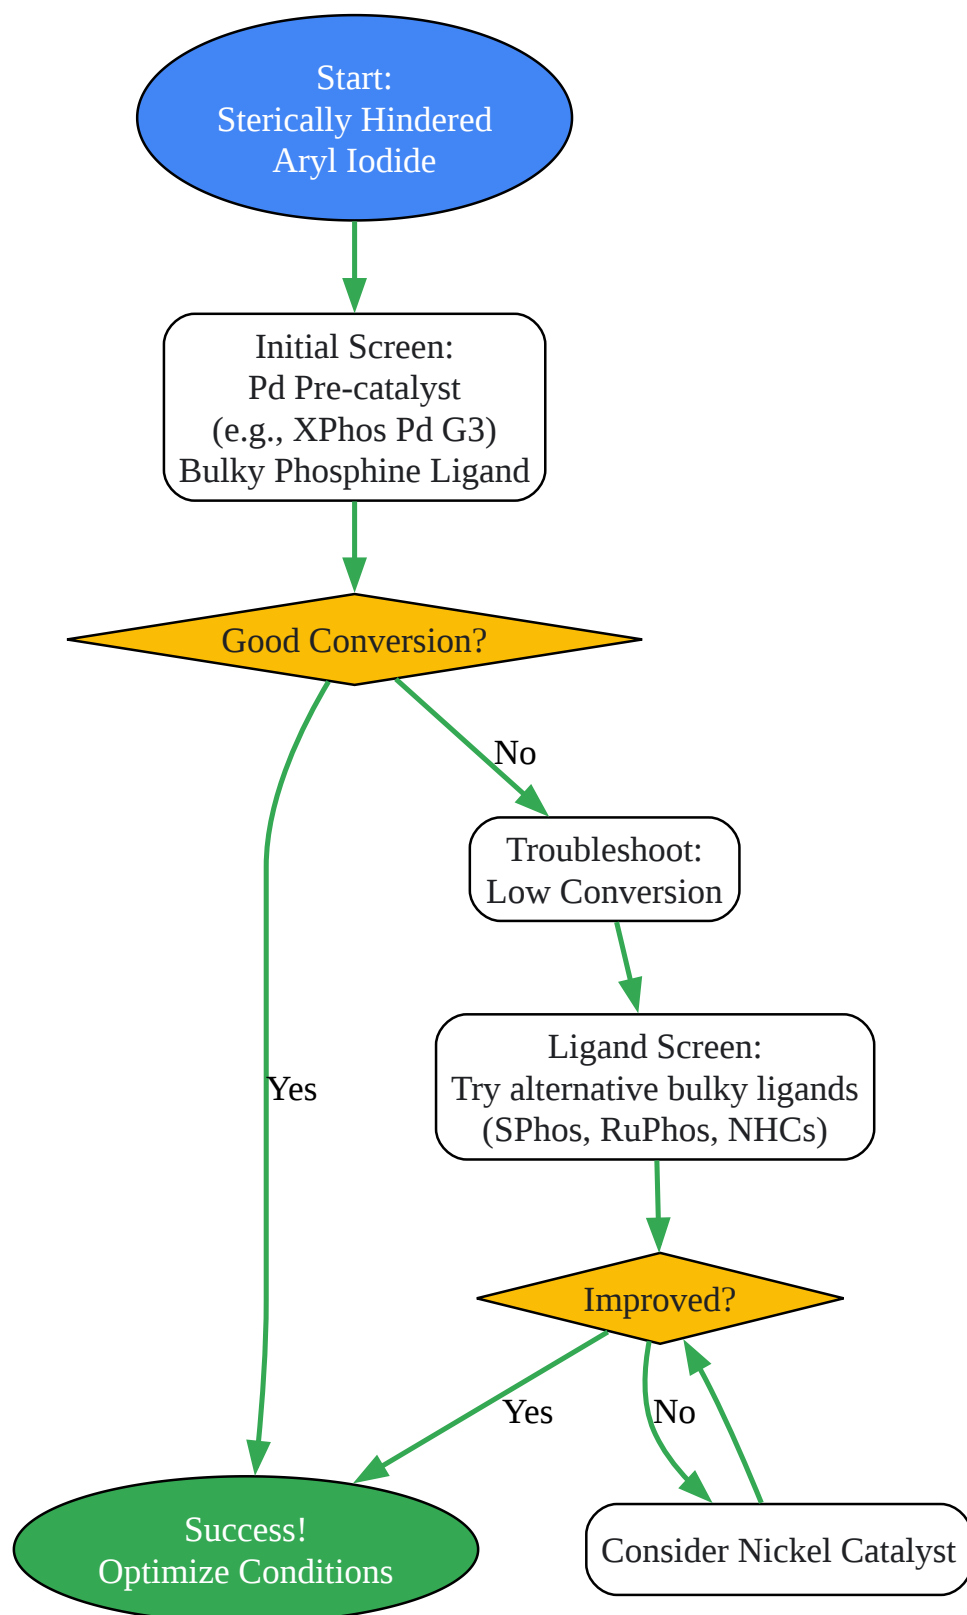 Start:
Sterically Hindered
Aryl Iodide
Initial Screen:
Pd Pre-catalyst
(e.g., XPhos Pd G3)
Bulky Phosphine Ligand
Good Conversion?
No
Troubleshoot:
Low Conversion
Ligand Screen:
Try alternative bulky ligands
(SPhos, RuPhos, NHCs)
Yes
Improved?
Yes
No
Success!
Optimize Conditions
Consider Nickel Catalyst